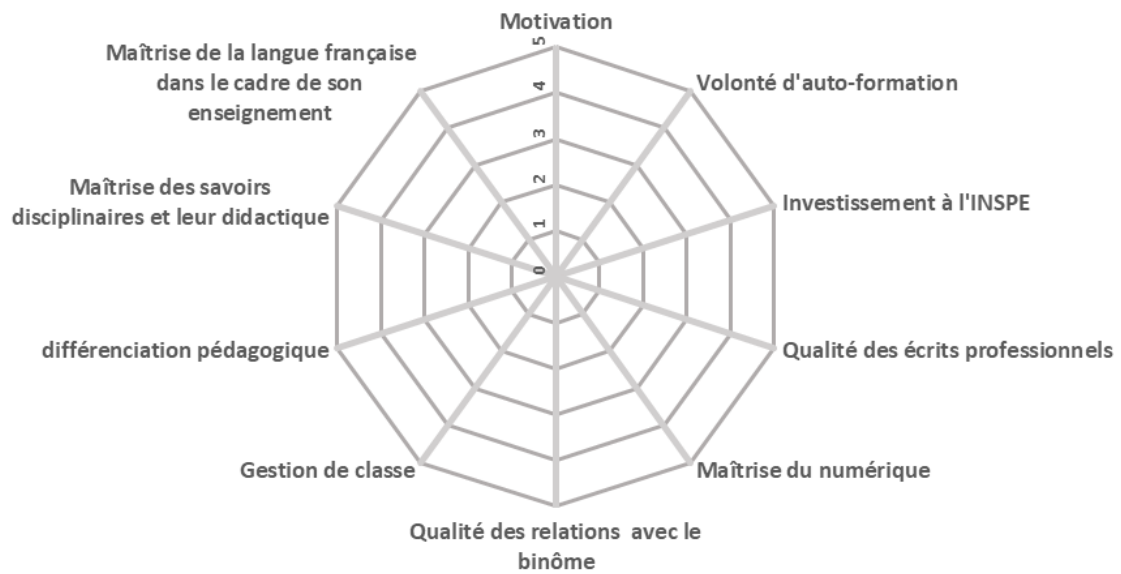 Motivation
Volonté d'auto-formation
Investissement à l'INSPE
Qualité des écrits professionnels
Maîtrise du numérique
Qualité des relations avec le
binôme
Gestion de classe
différenciation pédagogique
Maîtrise des savoirs
disciplinaires et leur didactique
Maîtrise de la langue française
dans le cadre de son
enseignement
5
4
3
2
1
0